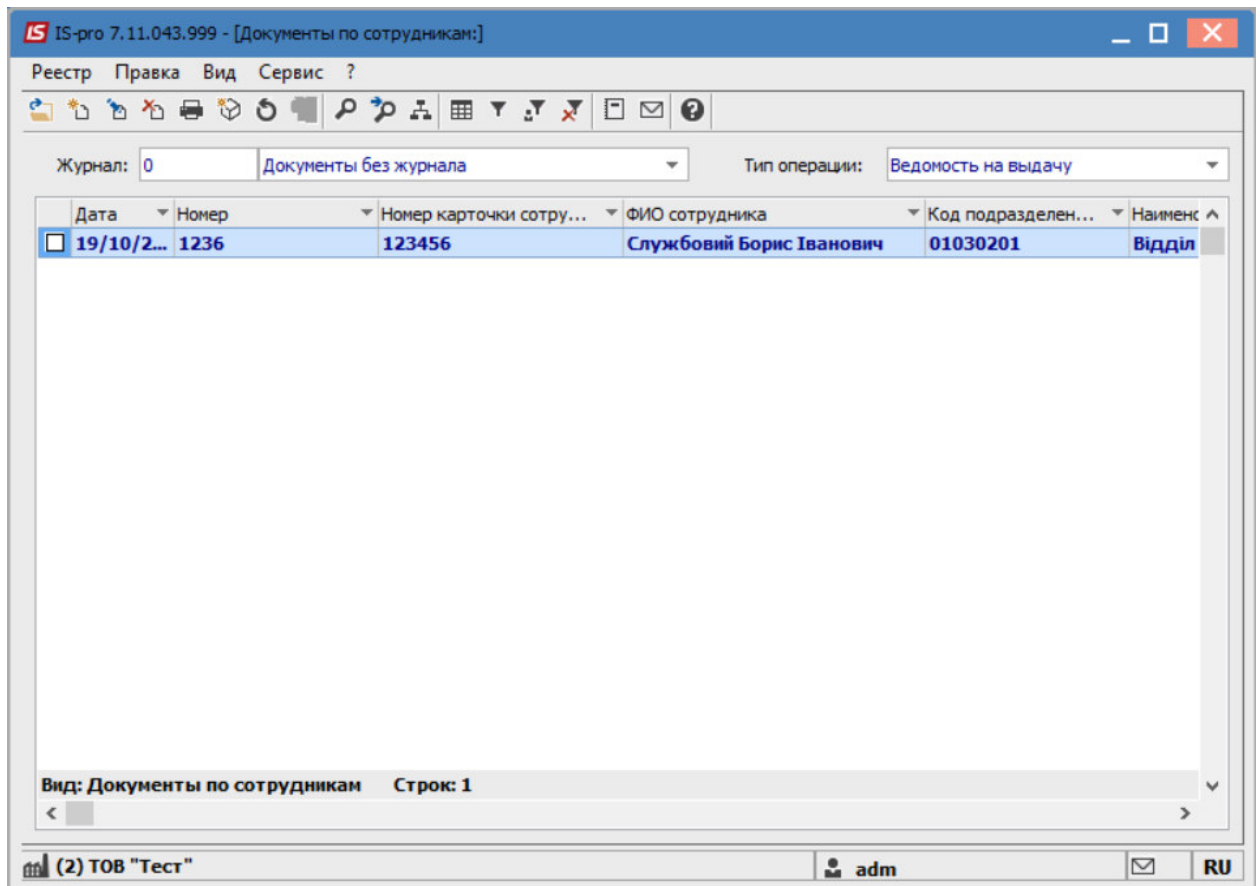 IS IS-pro 7.11.043.999 - [Документы по сотрудникам:]
Реестр Правка Вид Сервис ?
Журнал: 0 Документы без журнала Тип операции: Ведомость на выдачу
Дата Номер Номер карточки сотру... ФИО сотрудника Код подразделен... Наименс
19/10/2... 1236 123456 Службовий Борис Іванович 01030201 Відділ
Вид: Документы по сотрудникам Строк: 1
(2) ТОВ "Тест" adm RU